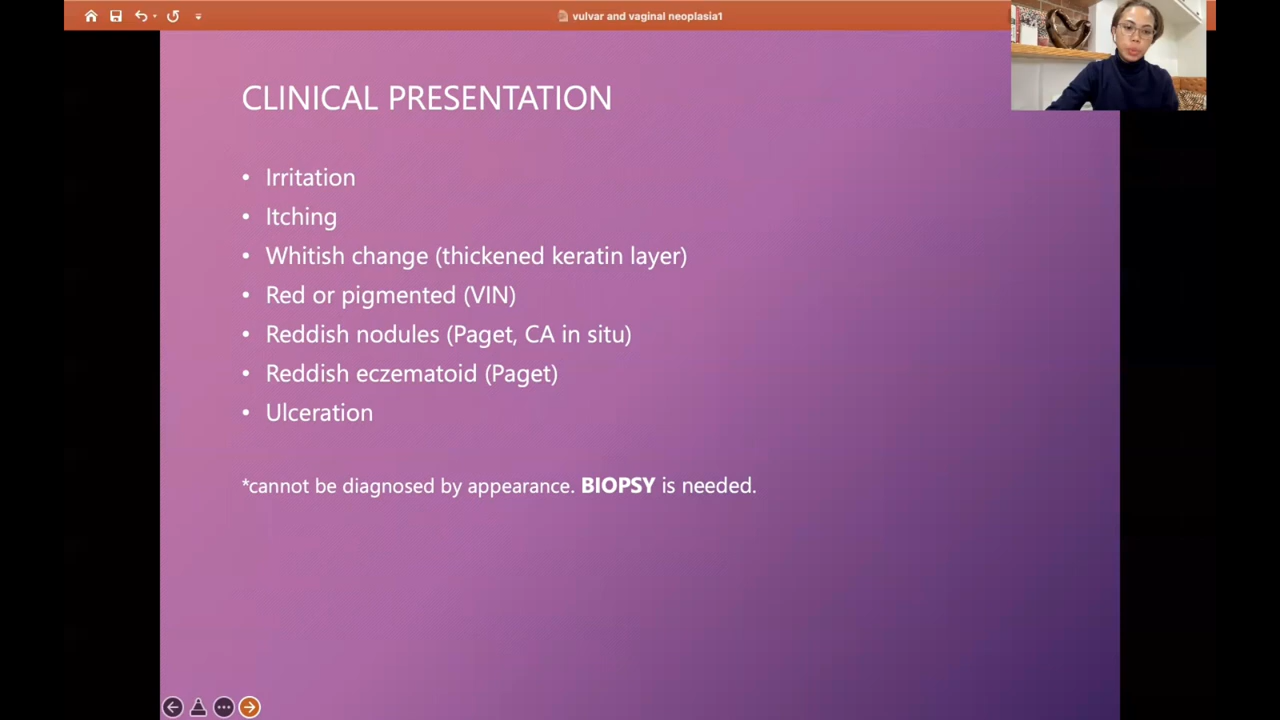 vulvar and vaginal neoplasia1
CLINICAL PRESENTATION
• Irritation
• Itching
• Whitish change (thickened keratin layer)
• Red or pigmented (VIN)
• Reddish nodules (Paget, CA in situ)
• Reddish eczematoid (Paget)
• Ulceration
*cannot be diagnosed by appearance. BIOPSY is needed.